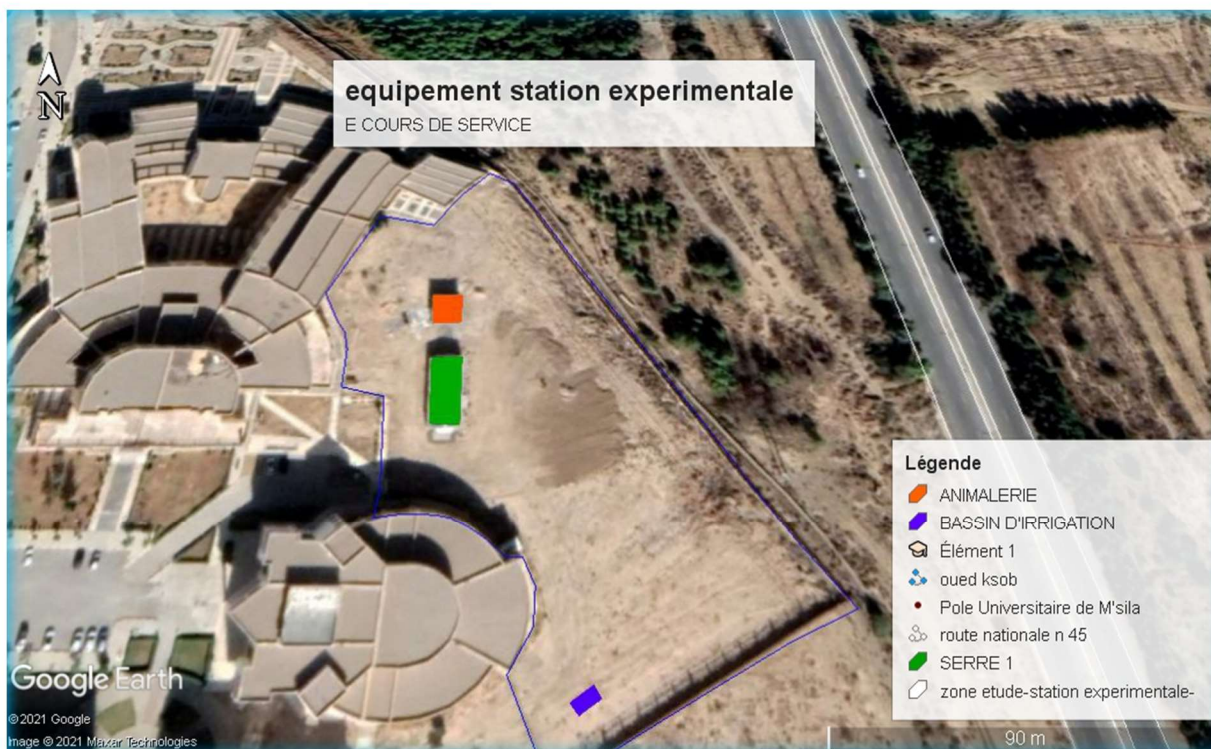 N
equipement station experimentale
E COURS DE SERVICE
Légende
ANIMALERIE
BASSIN D'IRRIGATION
Élément 1
oued ksob
Pole Universitaire de M'sila
route nationale n 45
SERRE 1
zone etude-station experimentale-
Google Earth
©2021 Google
Image © 2021 Maxar Technologies
90 m